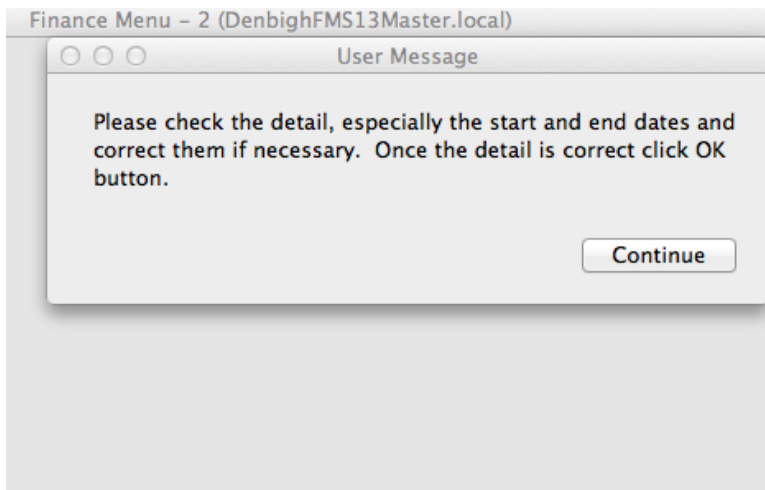 Finance Menu – 2 (DenbighFMS13Master.local)
User Message
Please check the detail, especially the start and end dates and
correct them if necessary.  Once the detail is correct click OK
button.
Continue